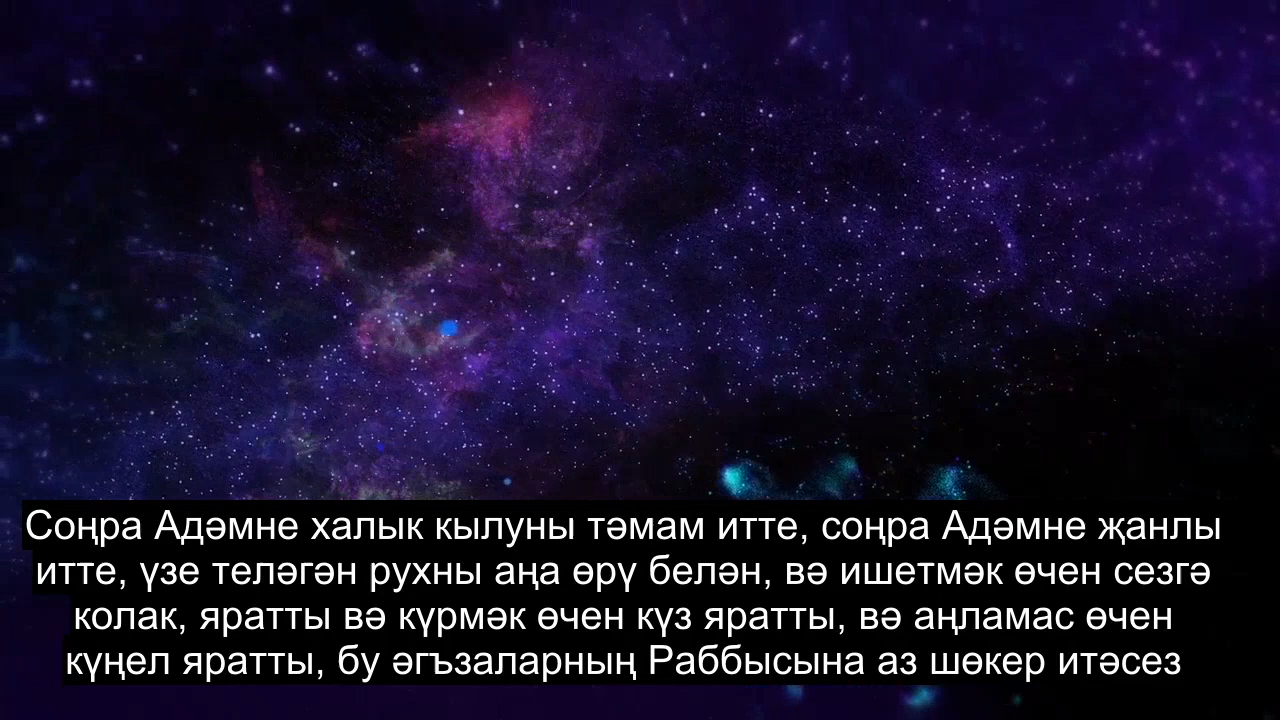 Соңра Адәмне халык кылуны тәмам итте, соңра Адәмне җанлы
итте, үзе теләгән рухны аңа өрү белән, вә ишетмәк өчен сезгә
колак, яратты вә күрмәк өчен күз яратты, вә аңламас өчен
күңел яратты, бу әгъзаларның Раббысына аз шөкер итәсез